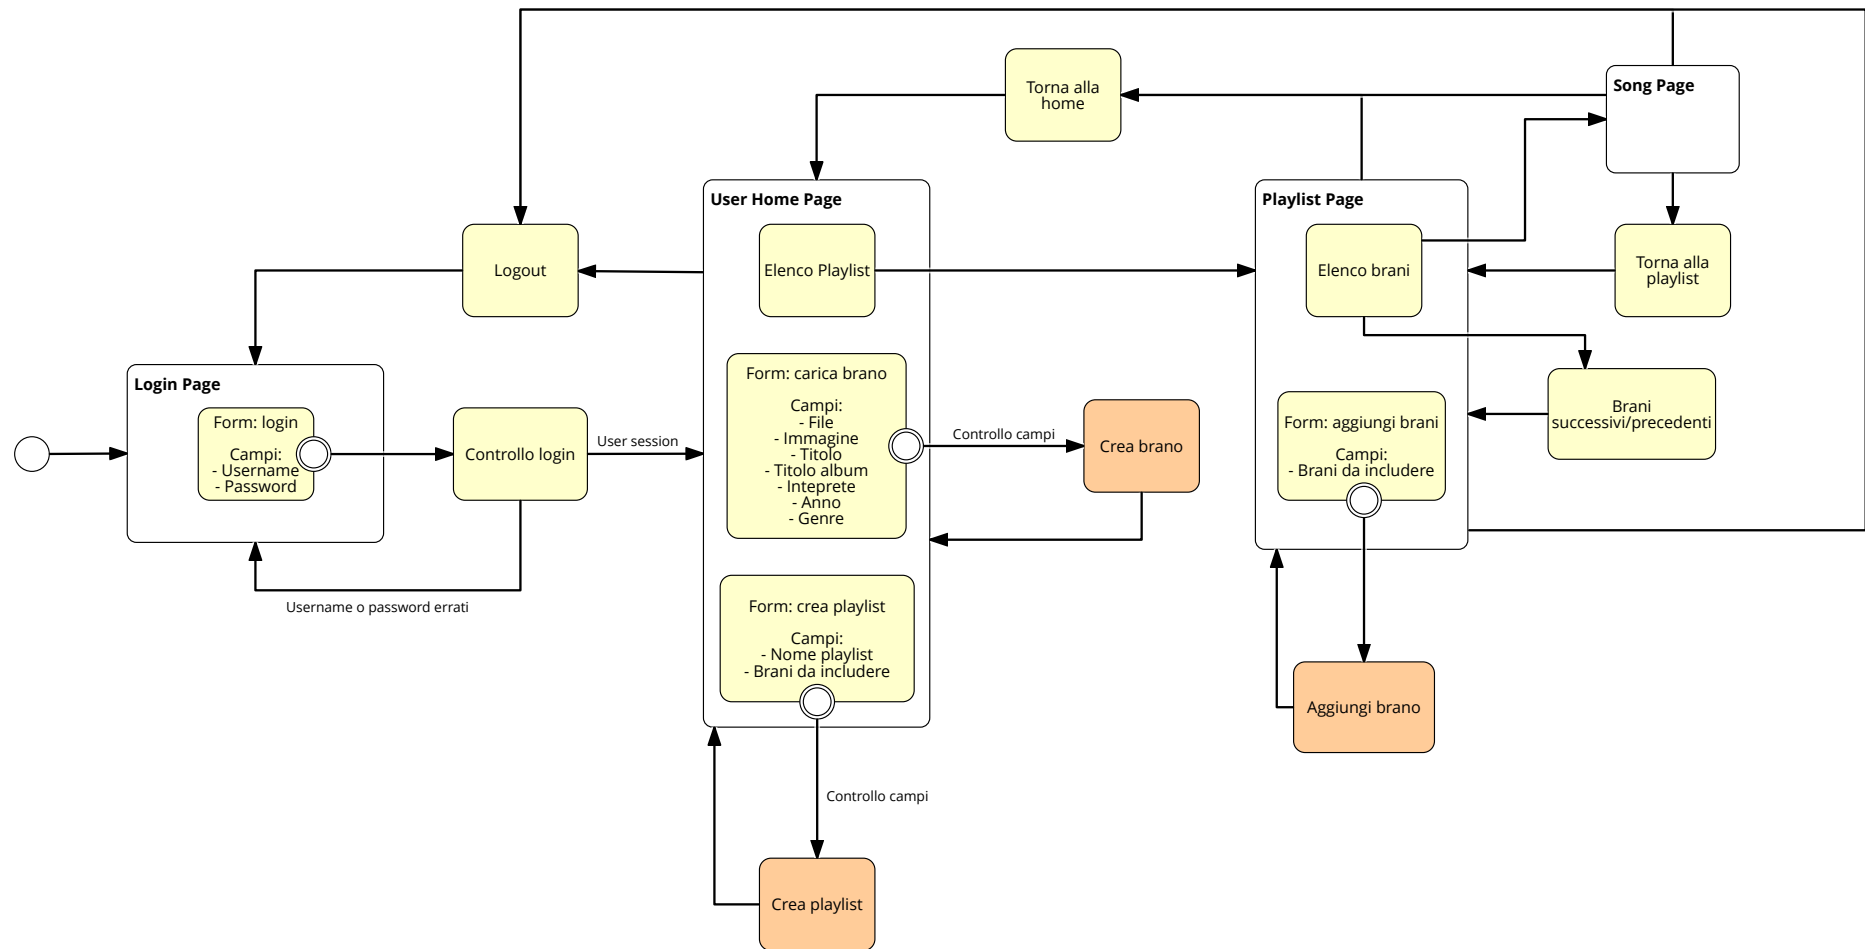 Torna alla
home
Song Page
User Home Page
Playlist Page
Logout
Elenco Playlist
Elenco brani
Torna alla
playlist
Login Page
Form: login
Campi:
- Username
- Password
Controllo login
User session
Form: carica brano
Campi:
- File
- Immagine
- Titolo
- Titolo album
- Inteprete
- Anno
- Genre
Controllo campi
Crea brano
Form: aggiungi brani
Campi:
- Brani da includere
Brani
successivi/precedenti
Username o password errati
Form: crea playlist
Campi:
- Nome playlist
- Brani da includere
Aggiungi brano
Controllo campi
Crea playlist